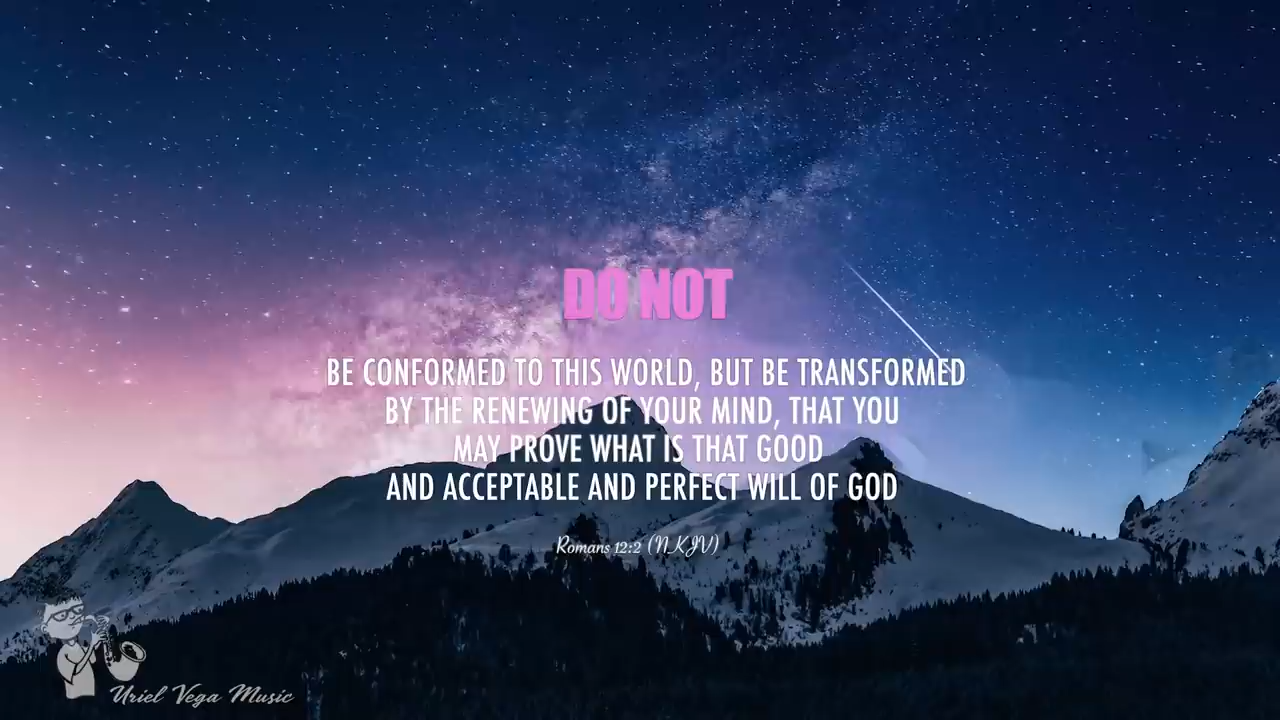 DO NOT
BE CONFORMED TO THIS WORLD, BUT BE TRANSFORMED
BY THE RENEWING OF YOUR MIND, THAT YOU
MAY PROVE WHAT IS THAT GOOD
AND ACCEPTABLE AND PERFECT WILL OF GOD
Romans 12:2 (NKJV)
Uriel Vega Music